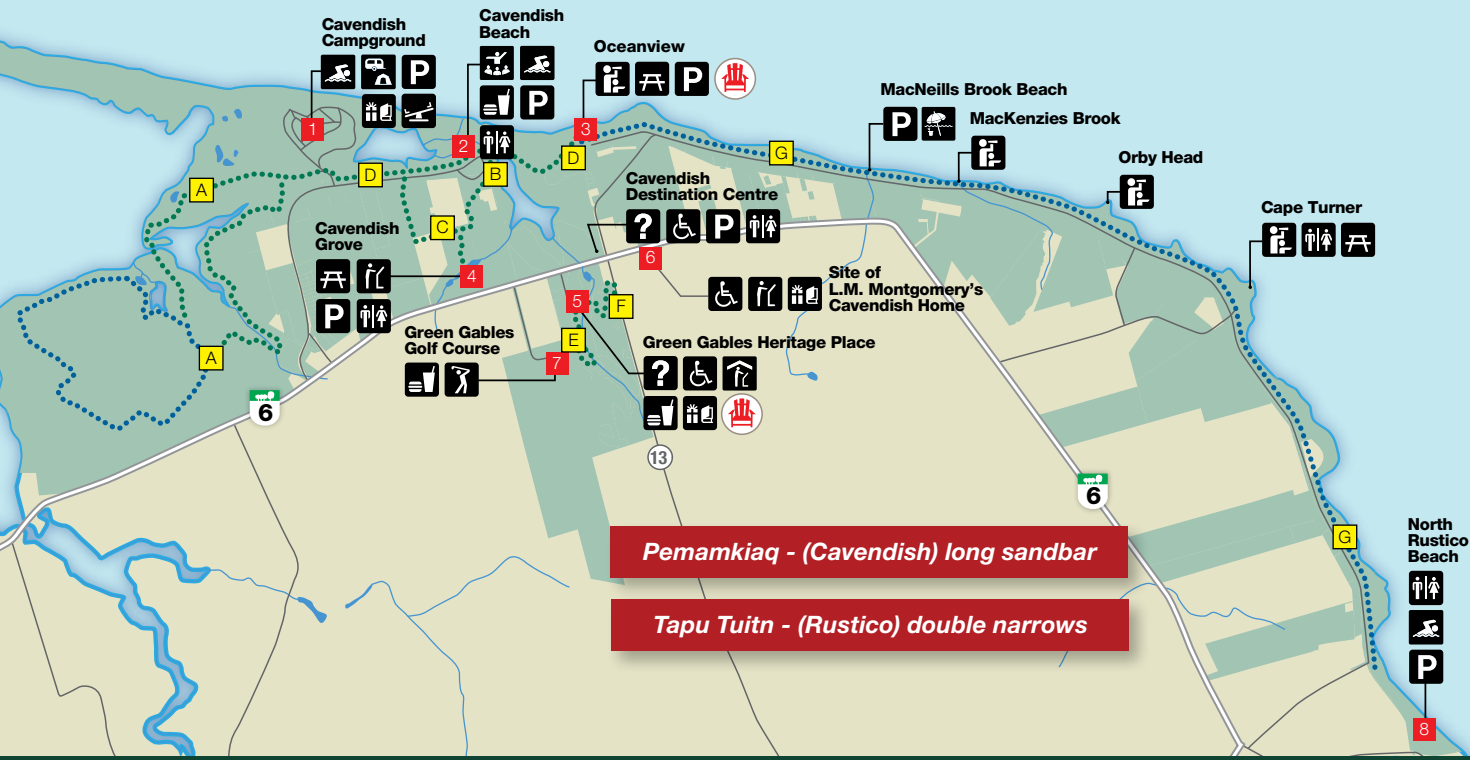 Cavendish
Campground
P
1
Cavendish
Beach
P
2
Oceanview
P
3
MacNeills Brook Beach
P
MacKenzies Brook
Orby Head
Cape Turner
A
D
B
D
G
C
Cavendish
Grove
P
4
Cavendish
Destination Centre
?
P
6
Site of
L.M. Montgomery's
Cavendish Home
5
F
E
7
Green Gables
Golf Course
Green Gables Heritage Place
?
A
6
13
6
G
Pemamkiaq - (Cavendish) long sandbar
Tapu Tuitn - (Rustico) double narrows
North
Rustico
Beach
P
8